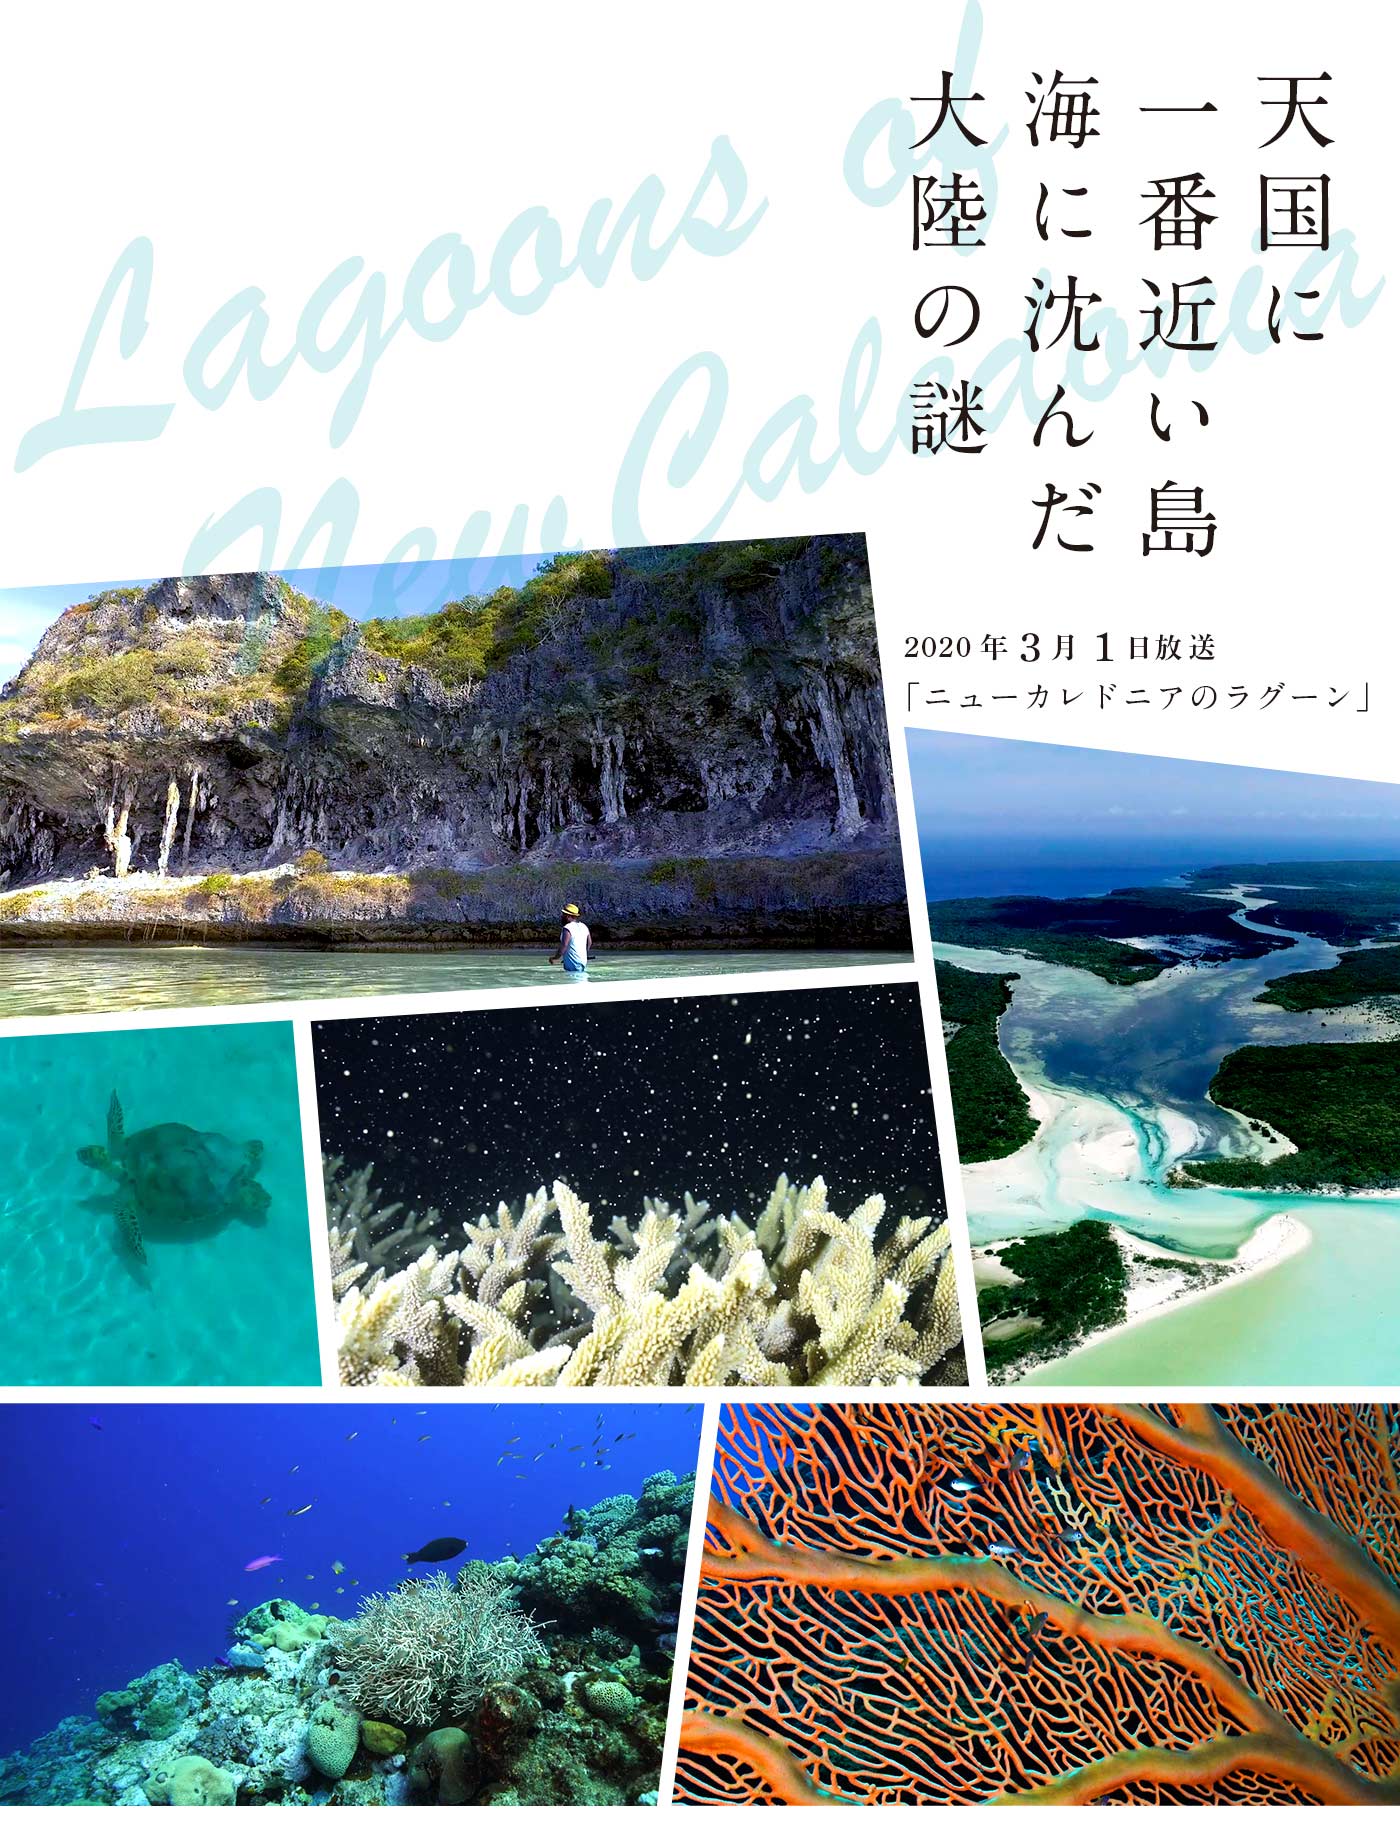 Lagoons of
New Caledonia
天国に
一番近い島
海に沈んだ
大陸の謎
2020年3月1日放送
「ニューカレドニアのラグーン」